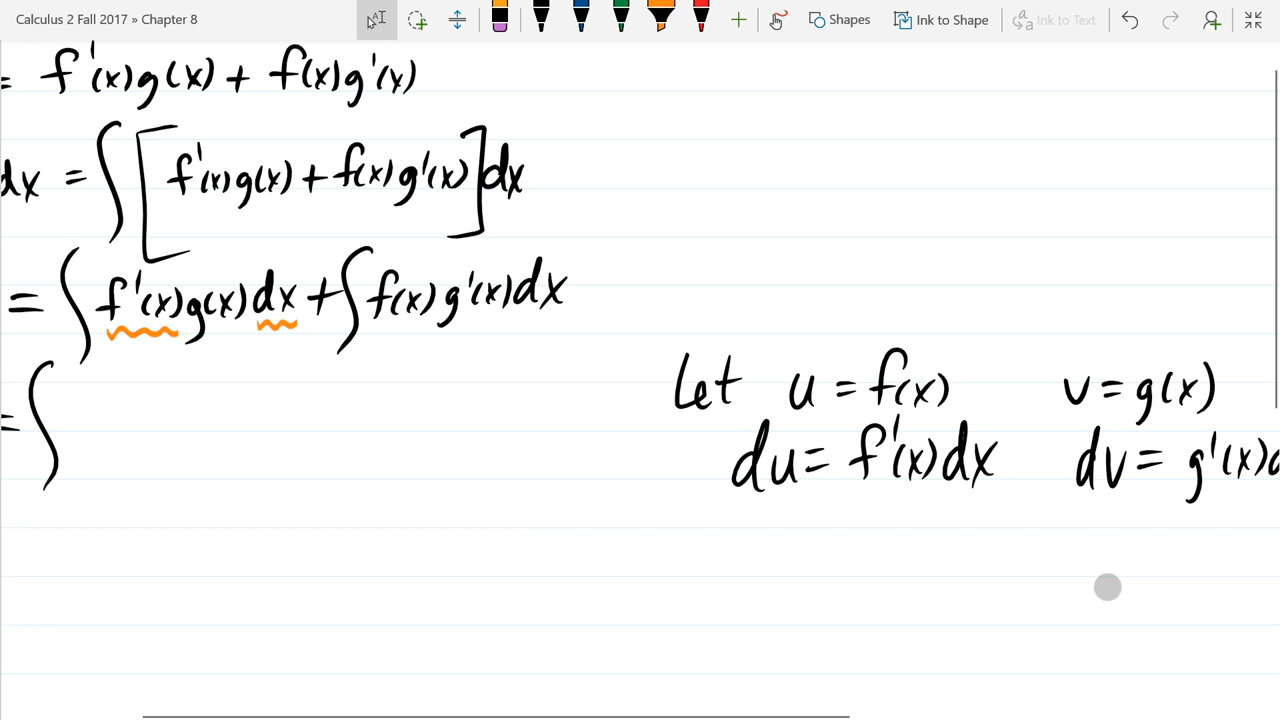 Calculus 2 Fall 2017 » Chapter 8
Shapes
Ink to Shape
Ink to Text
= f'(x)g(x) + f(x)g'(x)
dx = ∫ [f'(x)g(x) + f(x)g'(x)] dx
= ∫ f'(x)g(x) dx + ∫ f(x)g'(x) dx
= ∫
Let u = f(x) v = g(x)
du = f'(x)dx dv = g'(x)d